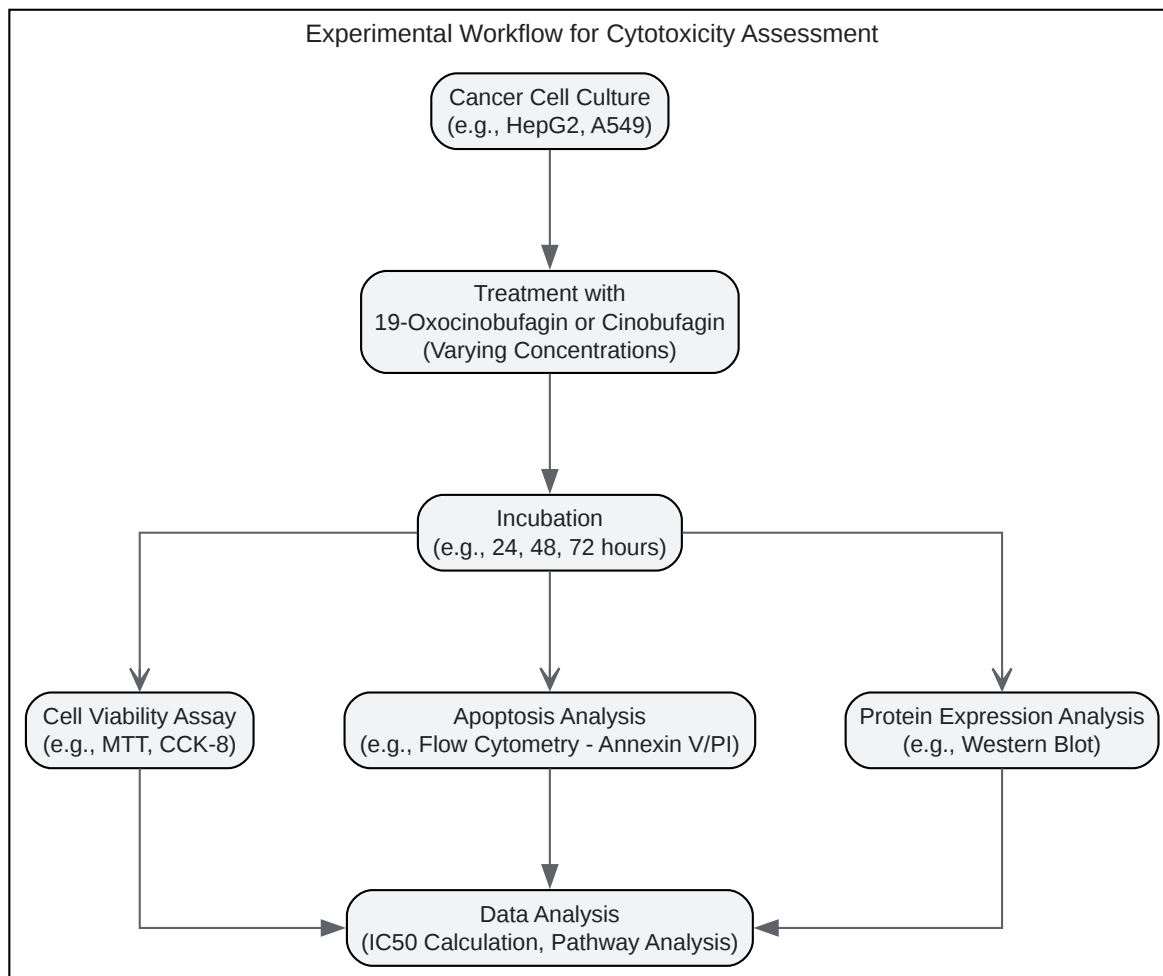 Experimental Workflow for Cytotoxicity Assessment
Cancer Cell Culture
(e.g., HepG2, A549)
Treatment with
19-Oxocinobufagin or Cinobufagin
(Varying Concentrations)
Incubation
(e.g., 24, 48, 72 hours)
Cell Viability Assay
(e.g., MTT, CCK-8)
Apoptosis Analysis
(e.g., Flow Cytometry - Annexin V/PI)
Protein Expression Analysis
(e.g., Western Blot)
Data Analysis
(IC50 Calculation, Pathway Analysis)